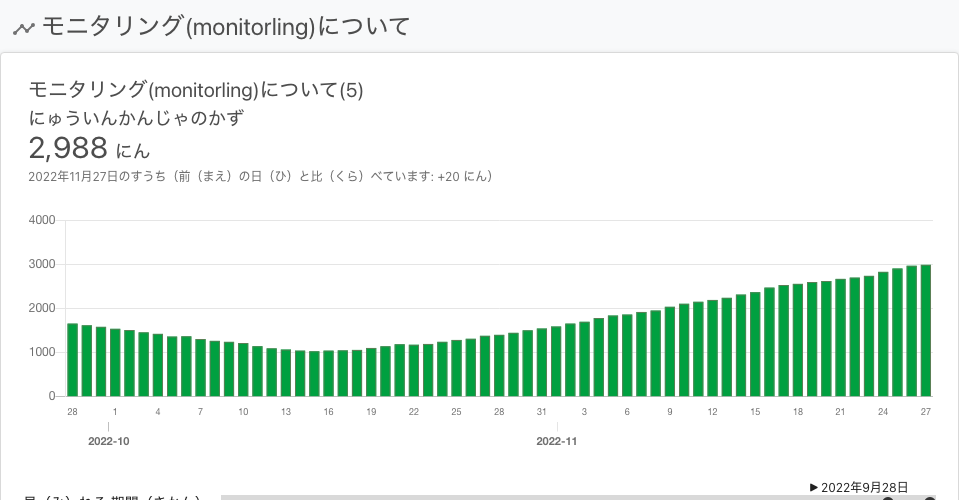 モニタリング(monitorling)について
モニタリング(monitorling)について(5)
にゅういんかんじゃのかず
2,988 にん
2022年11月27日のすうち（前（まえ）の日（ひ）と比（くら）べています: +20 にん）
4000
3000
2000
1000
0
28 1 4 7 10 13 16 19 22 25 28 31 3 6 9 12 15 18 21 24 27
2022-10 2022-11
▶2022年9月28日